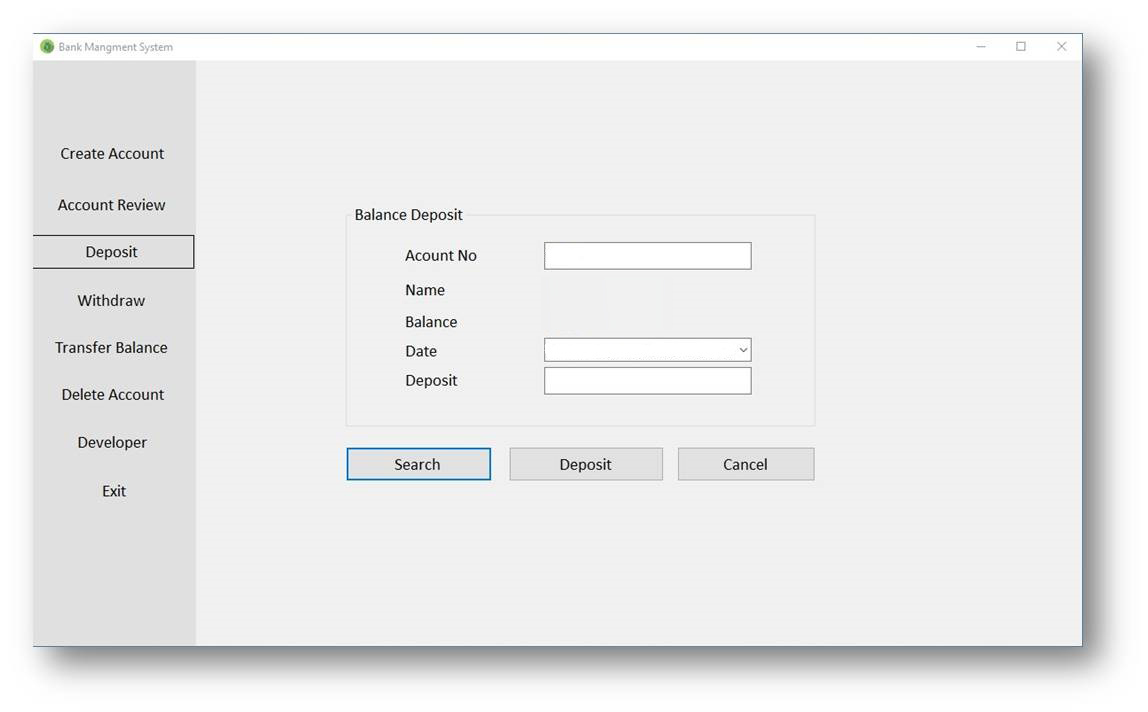 Bank Mangment System
Create Account
Account Review
Deposit
Withdraw
Transfer Balance
Delete Account
Developer
Exit
Balance Deposit
Acount No
Name
Balance
Date
Deposit
Search
Deposit
Cancel